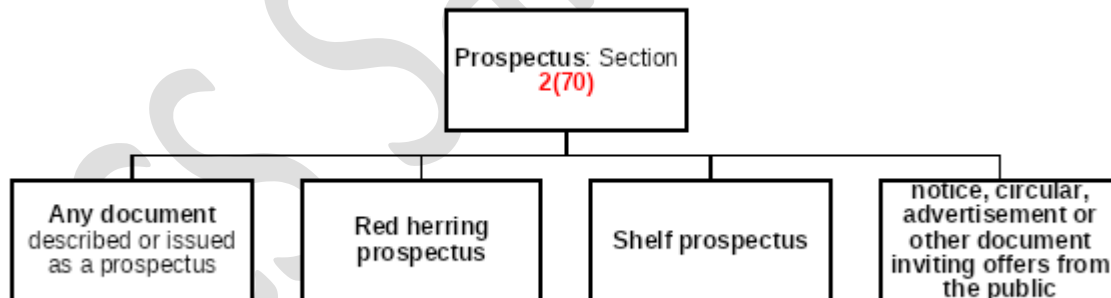 Prospectus: Section
2(70)
Any document
described or issued
as a prospectus
Red herring
prospectus
Shelf prospectus
notice, circular,
advertisement or
other document
inviting offers from
the public